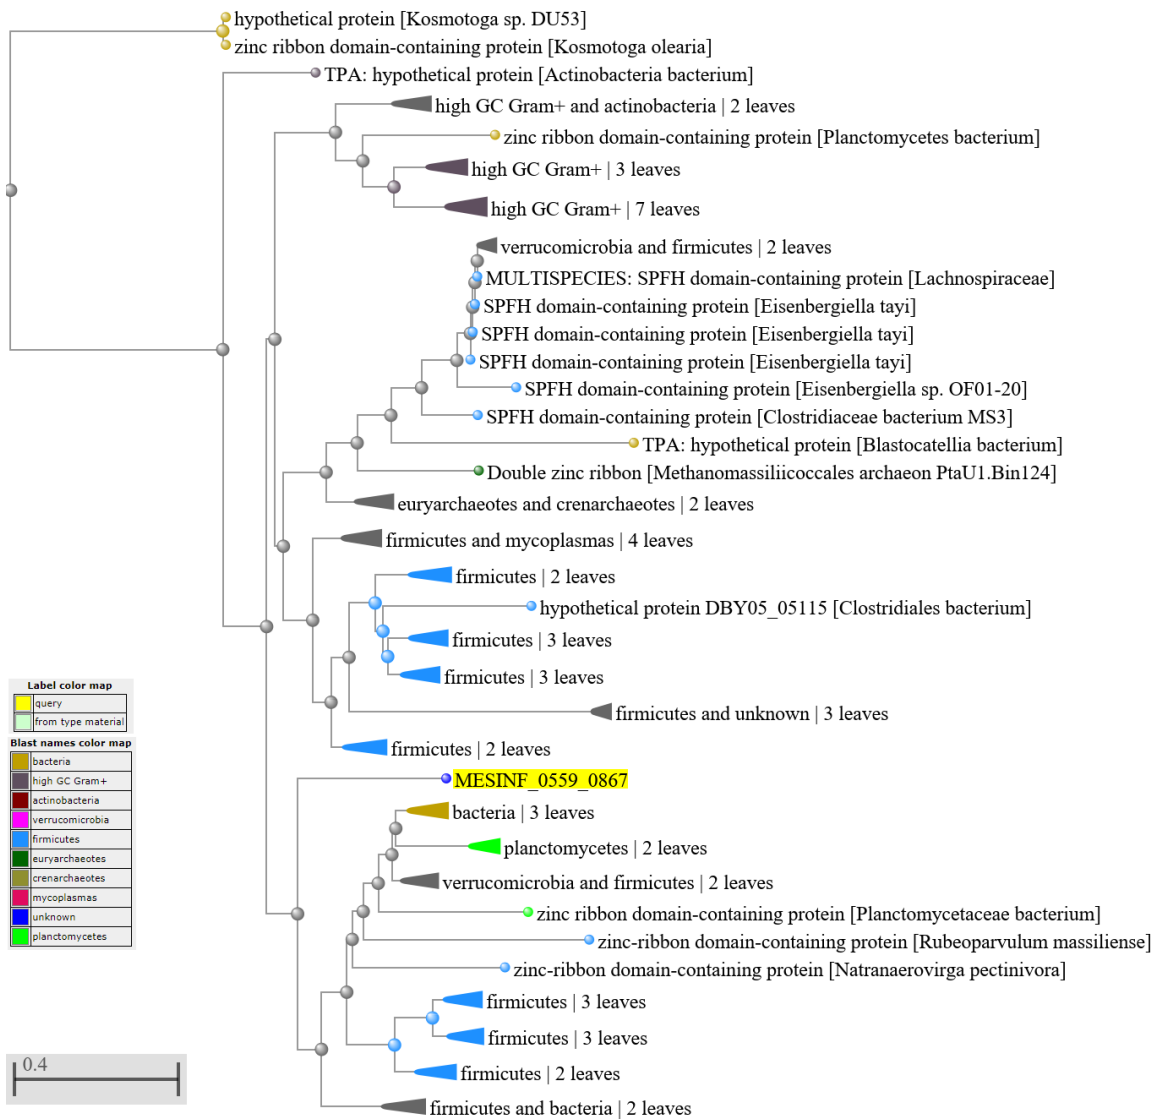 hypothetical protein [Kosmotoga sp. DU53]
zinc ribbon domain-containing protein [Kosmotoga olearia]
TPA: hypothetical protein [Actinobacteria bacterium]
high GC Gram+ and actinobacteria | 2 leaves
zinc ribbon domain-containing protein [Planctomycetes bacterium]
high GC Gram+ | 3 leaves
high GC Gram+ | 7 leaves
verrucomicrobia and firmicutes | 2 leaves
MULTISPECIES: SPFH domain-containing protein [Lachnospiraceae]
SPFH domain-containing protein [Eisenbergiella tayi]
SPFH domain-containing protein [Eisenbergiella tayi]
SPFH domain-containing protein [Eisenbergiella tayi]
SPFH domain-containing protein [Eisenbergiella sp. OF01-20]
SPFH domain-containing protein [Clostridiaceae bacterium MS3]
TPA: hypothetical protein [Blastocatellia bacterium]
Double zinc ribbon [Methanomassiliicoccales archaeon PtaU1.Bin124]
euryarchaeotes and crenarchaeotes | 2 leaves
firmicutes and mycoplasmas | 4 leaves
firmicutes | 2 leaves
hypothetical protein DBY05_05115 [Clostridiales bacterium]
firmicutes | 3 leaves
firmicutes | 3 leaves
firmicutes and unknown | 3 leaves
firmicutes | 2 leaves
MESINF_0559_0867
bacteria | 3 leaves
planctomycetes | 2 leaves
verrucomicrobia and firmicutes | 2 leaves
zinc ribbon domain-containing protein [Planctomycetaceae bacterium]
zinc-ribbon domain-containing protein [Rubeoparvulum massiliense]
zinc-ribbon domain-containing protein [Natranaerovirga pectinivora]
firmicutes | 3 leaves
firmicutes | 3 leaves
firmicutes | 2 leaves
firmicutes and bacteria | 2 leaves
Label color map
query
from type material
Blast names color map
bacteria
high GC Gram+
actinobacteria
verrucomicrobia
firmicutes
euryarchaeotes
crenarchaeotes
mycoplasmas
unknown
planctomycetes
0.4